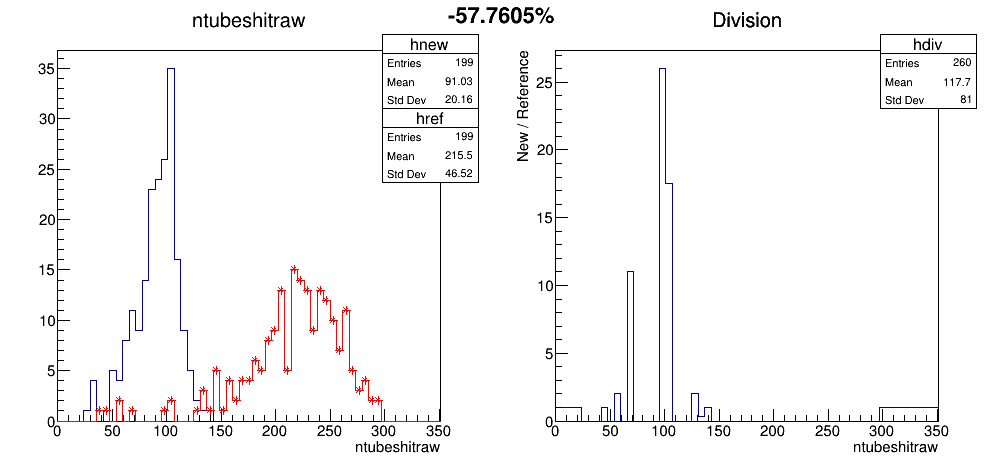 -57.7605%
ntubeshitraw
hnew
Entries 199
Mean 91.03
Std Dev 20.16
href
Entries 199
Mean 215.5
Std Dev 46.52
35
30
25
20
15
10
5
0
0 50 100 150 200 250 300 350
ntubeshitraw
Division
hdiv
Entries 260
Mean 117.7
Std Dev 81
New / Reference
25
20
15
10
5
0
0 50 100 150 200 250 300 350
ntubeshitraw